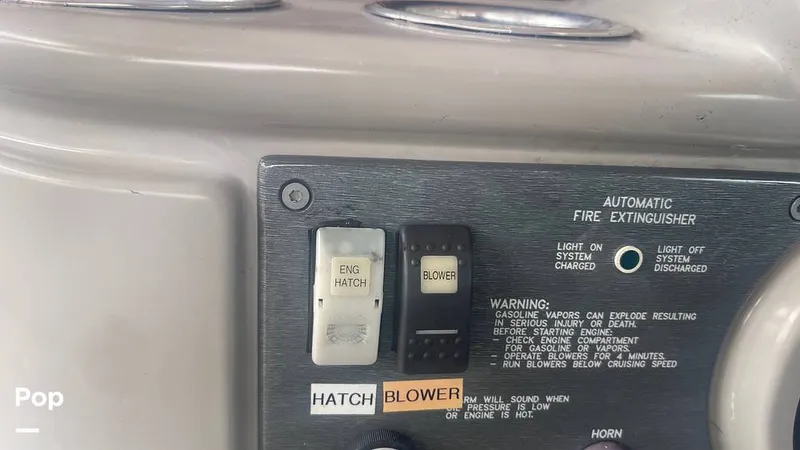 AUTOMATIC
FIRE EXTINGUISHER
LIGHT ON
SYSTEM
CHARGED
LIGHT OFF
SYSTEM
DISCHARGED
ENG
HATCH
BLOWER
WARNING:
GASOLINE VAPORS CAN EXPLODE RESULTING
IN SERIOUS INJURY OR DEATH.
BEFORE STARTING ENGINE:
- CHECK ENGINE COMPARTMENT
FOR GASOLINE OR VAPORS.
- OPERATE BLOWERS FOR 4 MINUTES.
- RUN BLOWERS BELOW CRUISING SPEED
HATCH
BLOWER
ARM WILL SOUND WHEN
PRESSURE IS LOW
OR ENGINE IS HOT.
HORN
Pop